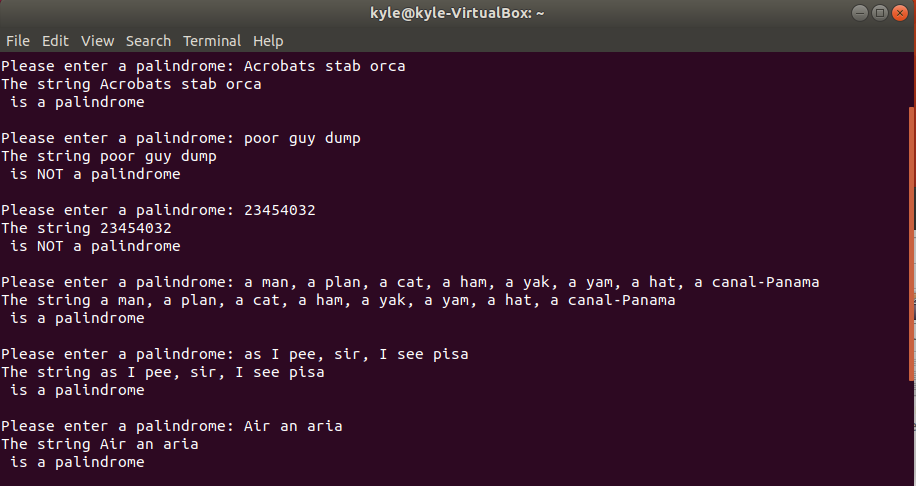 kyle@kyle-VirtualBox: ~
File Edit View Search Terminal Help
Please enter a palindrome: Acrobats stab orca
The string Acrobats stab orca
 is a palindrome
Please enter a palindrome: poor guy dump
The string poor guy dump
 is NOT a palindrome
Please enter a palindrome: 23454032
The string 23454032
 is NOT a palindrome
Please enter a palindrome: a man, a plan, a cat, a ham, a yak, a yam, a hat, a canal-Panama
The string a man, a plan, a cat, a ham, a yak, a yam, a hat, a canal-Panama
 is a palindrome
Please enter a palindrome: as I pee, sir, I see pisa
The string as I pee, sir, I see pisa
 is a palindrome
Please enter a palindrome: Air an aria
The string Air an aria
 is a palindrome